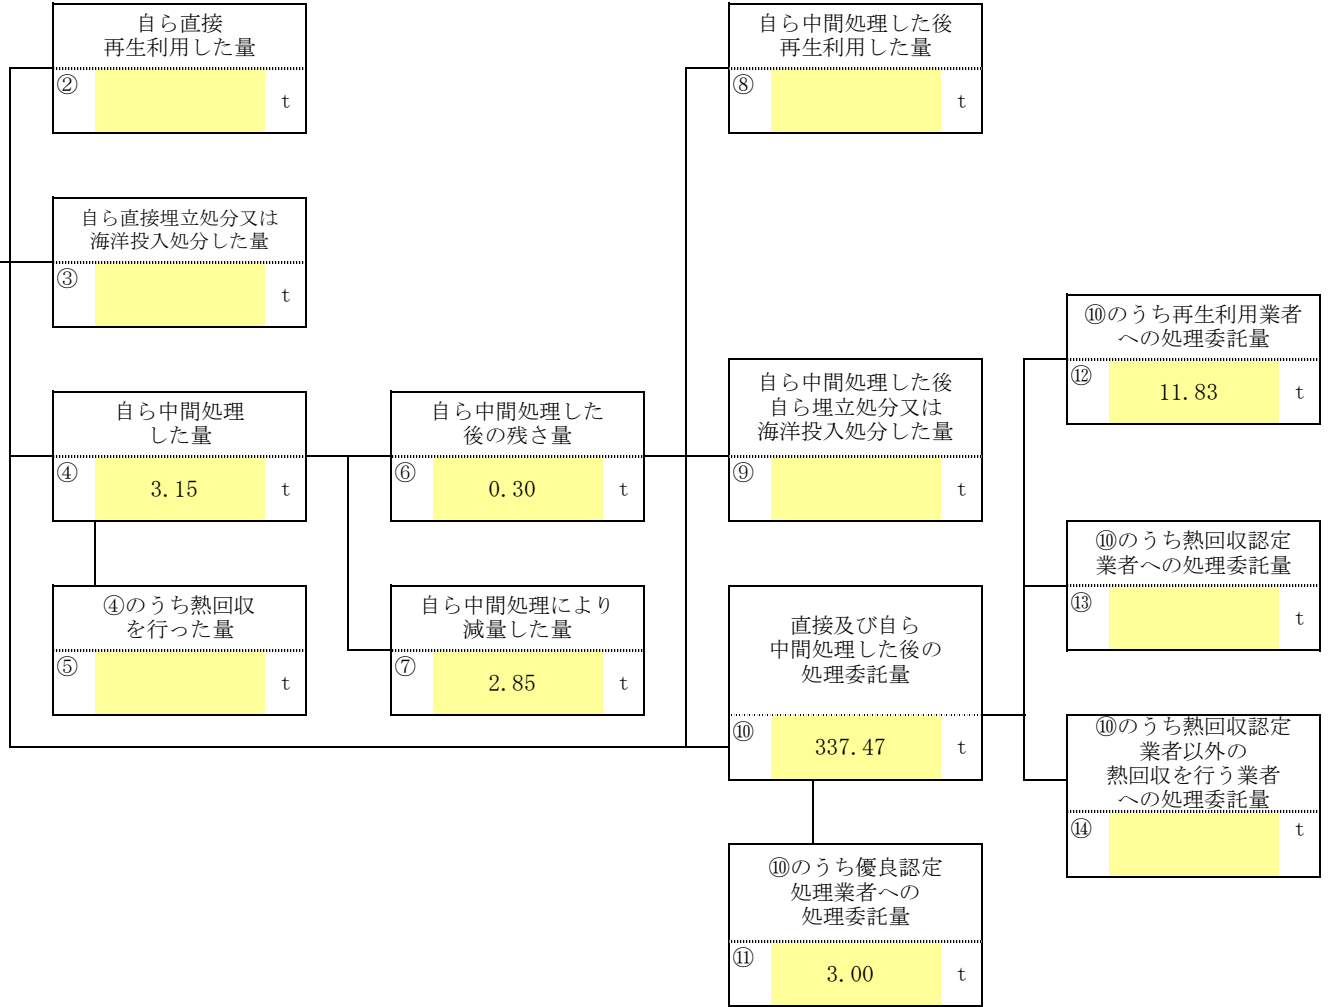 自ら直接
再生利用した量
②
t
自ら中間処理した後
再生利用した量
⑧
t
自ら直接埋立処分又は
海洋投入処分した量
③
t
⑩のうち再生利用業者
への処理委託量
⑫
11.83
t
自ら中間処理
した量
④
3.15
t
自ら中間処理した
後の残さ量
⑥
0.30
t
自ら中間処理した後
自ら埋立処分又は
海洋投入処分した量
⑨
t
⑩のうち熱回収認定
業者への処理委託量
⑬
t
④のうち熱回収
を行った量
⑤
t
自ら中間処理により
減量した量
⑦
2.85
t
直接及び自ら
中間処理した後の
処理委託量
⑩
337.47
t
⑩のうち熱回収認定
業者以外の
熱回収を行う業者
への処理委託量
⑭
t
⑩のうち優良認定
処理業者への
処理委託量
⑪
3.00
t